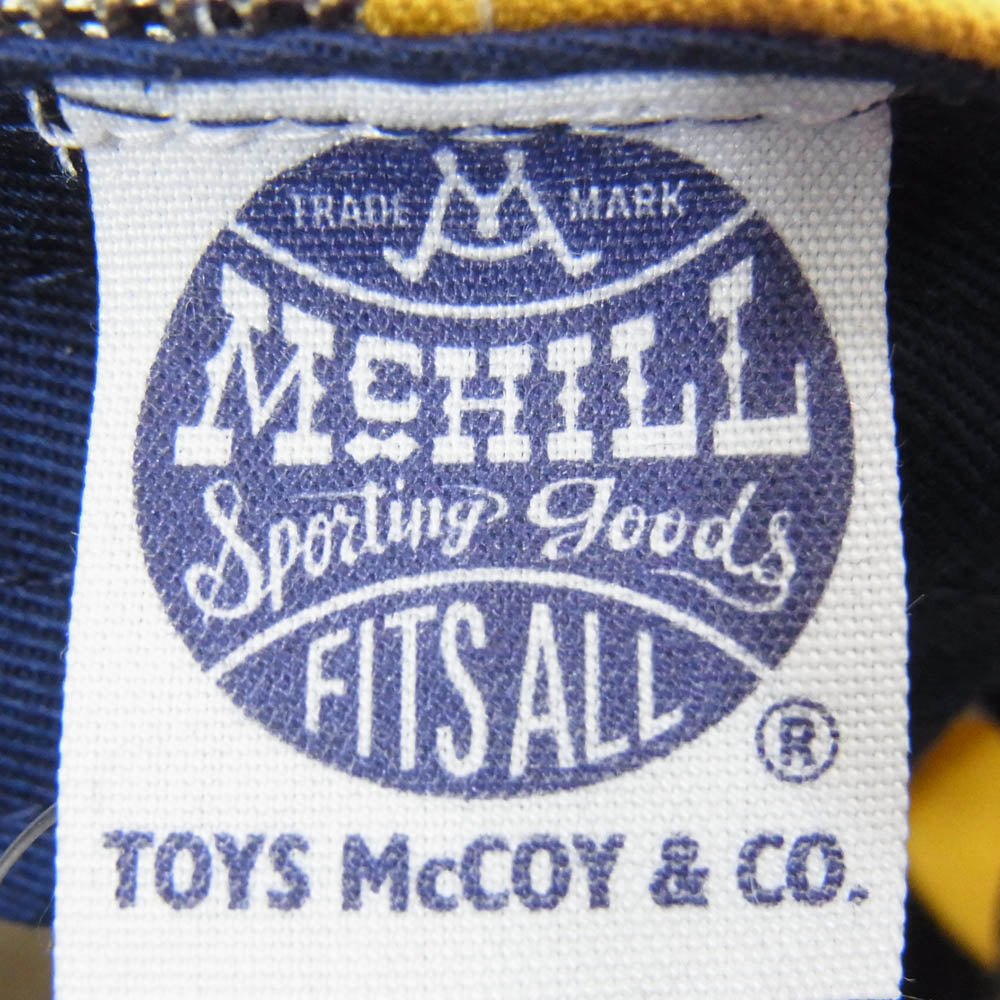 TRADE MARK
McHILL
Sporting Goods
FITS ALL
®
TOYS McCOY & CO.